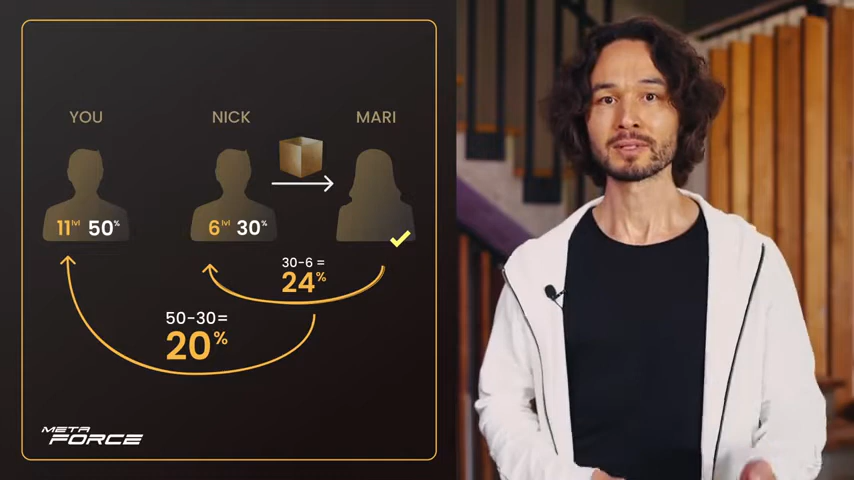 YOU NICK MARI
11lvl 50% 6lvl 30%
30-6 =
24%
50-30=
20%
META
FORCE